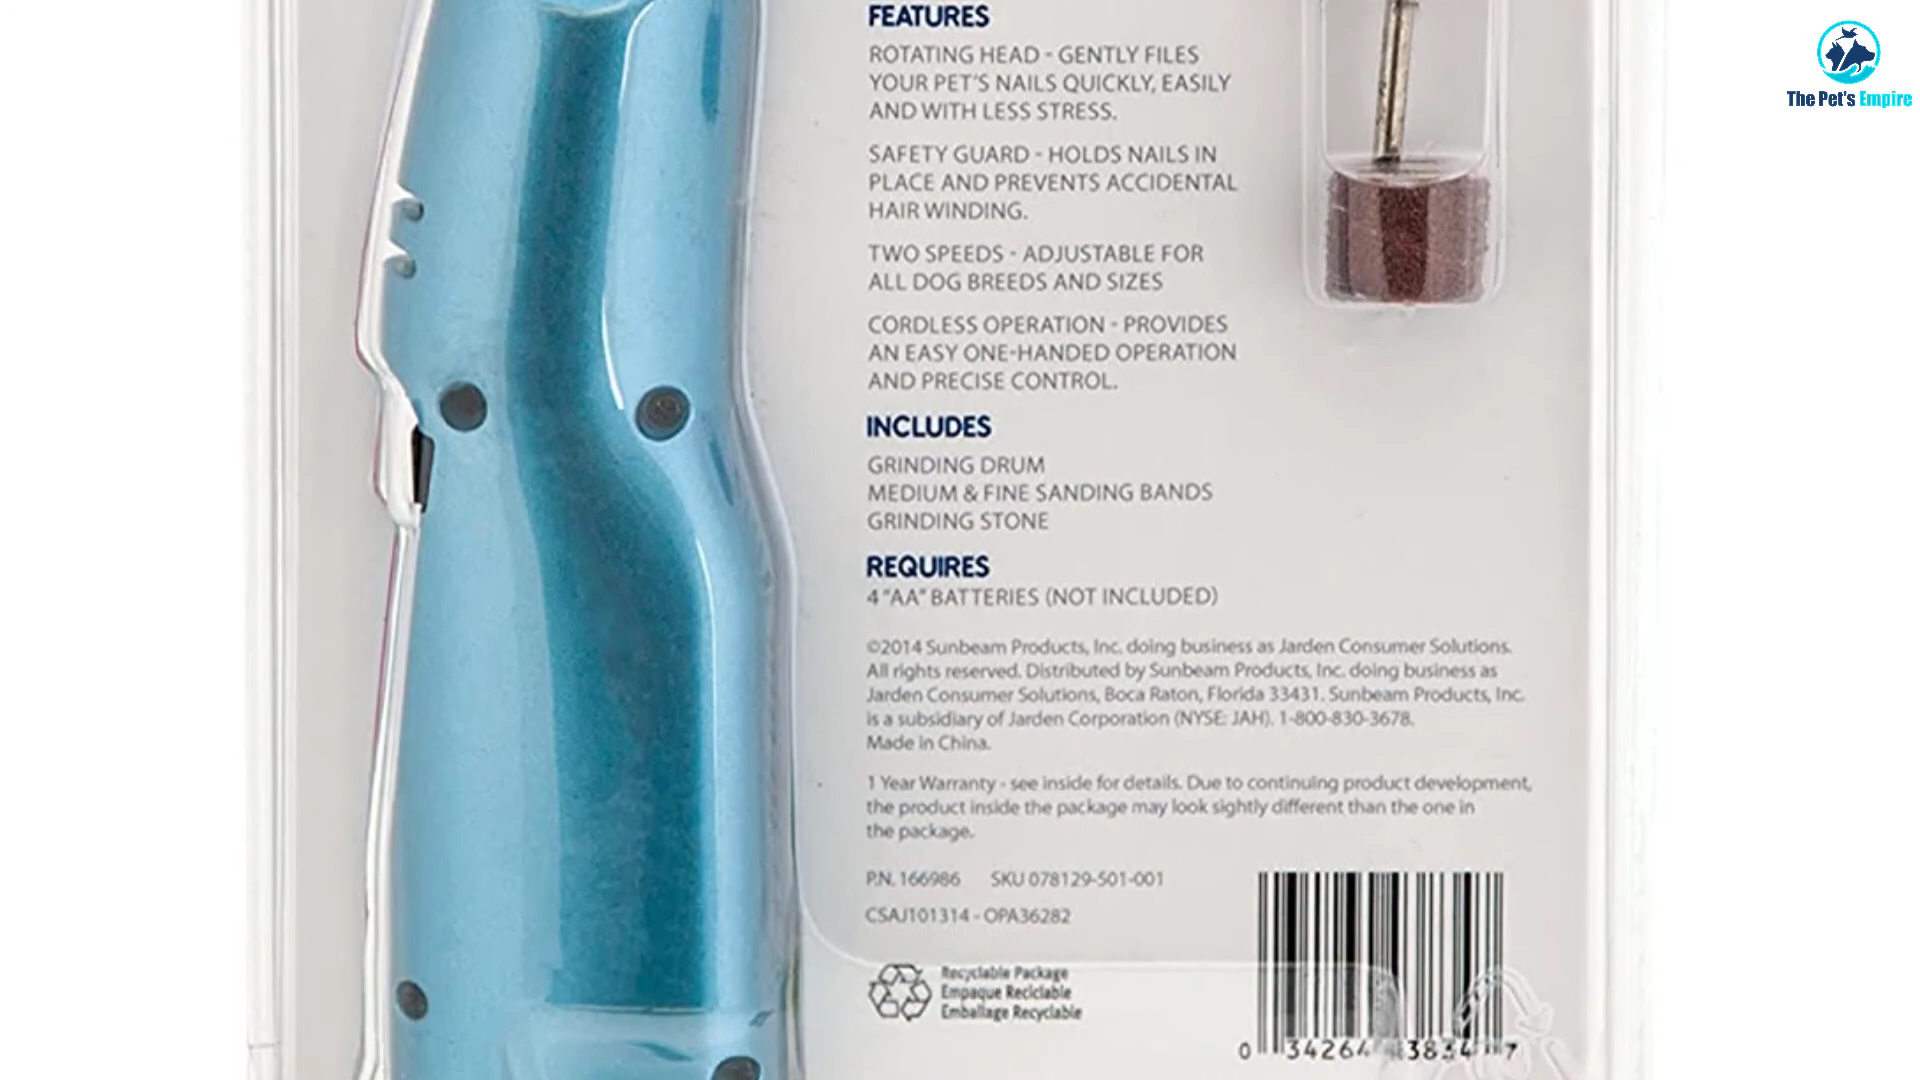 FEATURES
ROTATING HEAD - GENTLY FILES
YOUR PET'S NAILS QUICKLY, EASILY
AND WITH LESS STRESS.
SAFETY GUARD - HOLDS NAILS IN
PLACE AND PREVENTS ACCIDENTAL
HAIR WINDING.
TWO SPEEDS - ADJUSTABLE FOR
ALL DOG BREEDS AND SIZES
CORDLESS OPERATION - PROVIDES
AN EASY ONE-HANDED OPERATION
AND PRECISE CONTROL.
INCLUDES
GRINDING DRUM
MEDIUM & FINE SANDING BANDS
GRINDING STONE
REQUIRES
4 "AA" BATTERIES (NOT INCLUDED)
©2014 Sunbeam Products, Inc. doing business as Jarden Consumer Solutions.
All rights reserved. Distributed by Sunbeam Products, Inc. doing business as
Jarden Consumer Solutions, Boca Raton, Florida 33431. Sunbeam Products, Inc.
is a subsidiary of Jarden Corporation (NYSE: JAH). 1-800-830-3678.
Made in China.
1 Year Warranty - see inside for details. Due to continuing product development,
the product inside the package may look sightly different than the one in
the package.
P.N. 166986 SKU 078129-501-001
CSAJ101314 - OPA36282
Recyclable Package
Empaque Reciclable
Emballage Recyclable
0 34264 7
The Pet's Empire